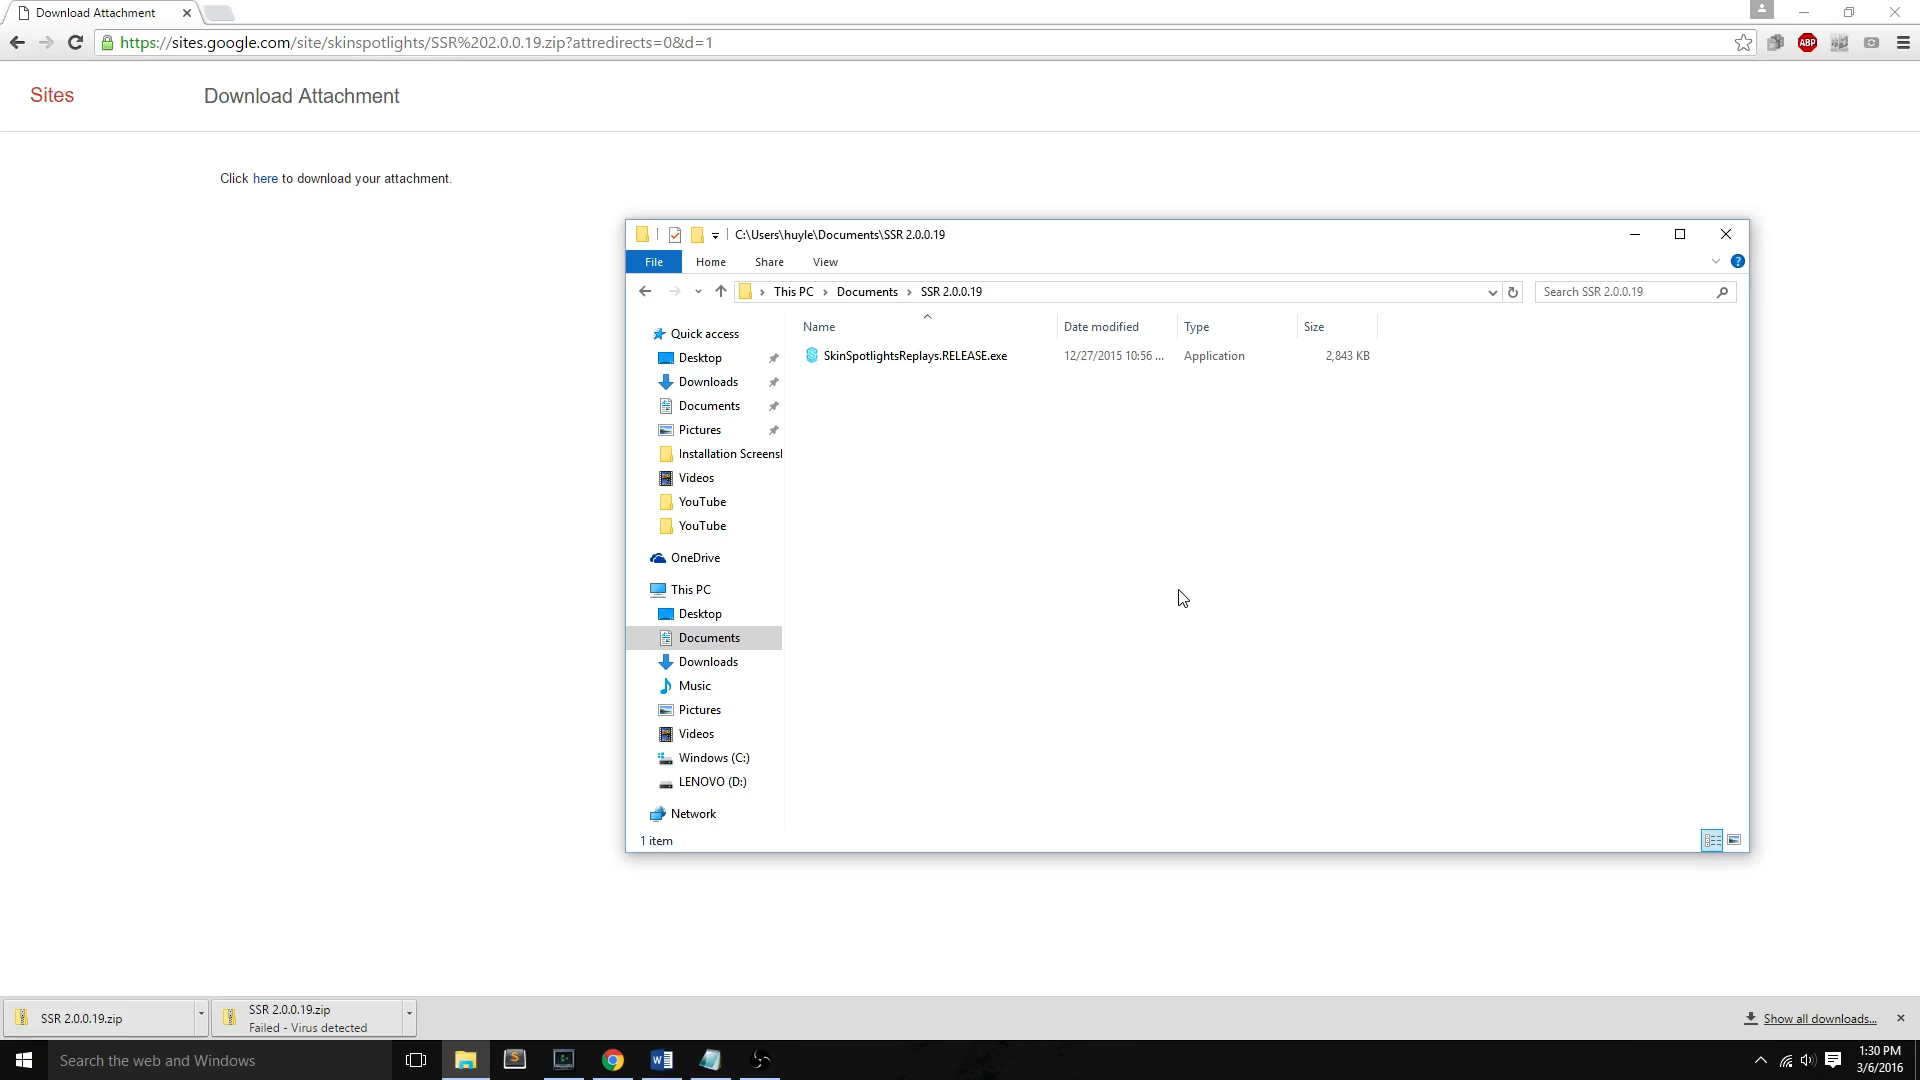 Download Attachment
https://sites.google.com/site/skinspotlights/SSR%202.0.0.19.zip?attredirects=0&d=1
ABP
Sites
Download Attachment
Click here to download your attachment.
C:\Users\huyle\Documents\SSR 2.0.0.19
File Home Share View
This PC Documents SSR 2.0.0.19
Search SSR 2.0.0.19
Name Date modified Type Size
SkinSpotlightsReplays.RELEASE.exe 12/27/2015 10:56 ... Application 2,843 KB
Quick access
Desktop
Downloads
Documents
Pictures
Installation Screensl
Videos
YouTube
YouTube
OneDrive
This PC
Desktop
Documents
Downloads
Music
Pictures
Videos
Windows (C:)
LENOVO (D:)
Network
1 item
SSR 2.0.0.19.zip
SSR 2.0.0.19.zip
Failed - Virus detected
Show all downloads...
Search the web and Windows
1:30 PM
3/6/2016